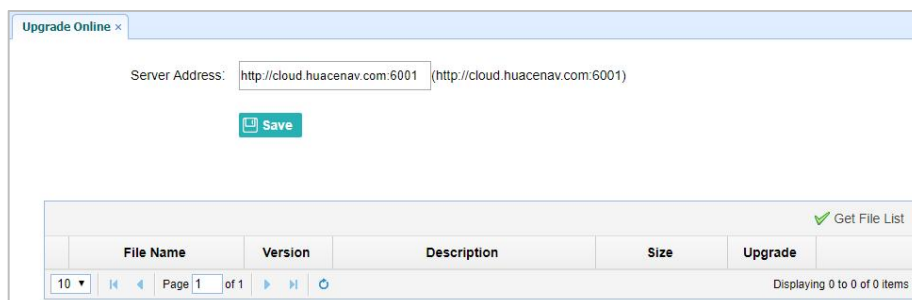 Upgrade Online ×
Server Address: http://cloud.huacenav.com:6001 (http://cloud.huacenav.com:6001)
Save
Get File List
File Name Version Description Size Upgrade
10 Page 1 of 1 Displaying 0 to 0 of 0 items